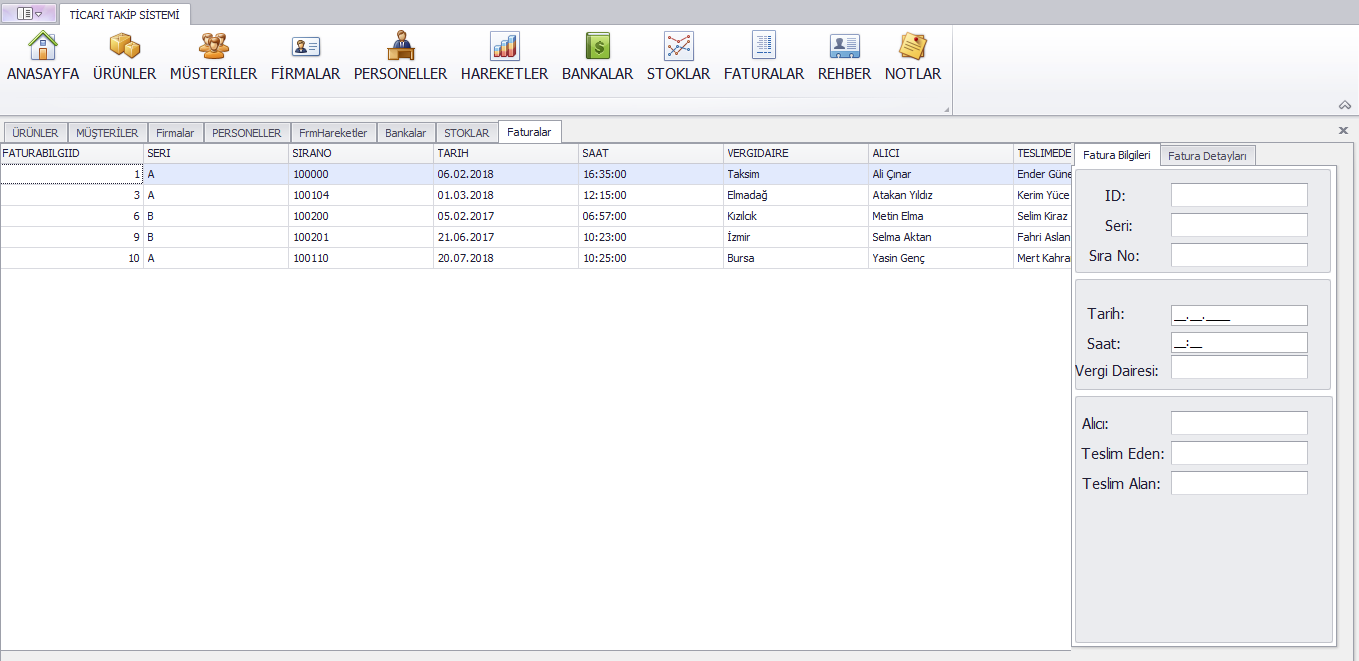 TİCARİ TAKİP SİSTEMİ
ANASAYFA ÜRÜNLER MÜSTERİLER FİRMALAR PERSONELLER HAREKETLER BANKALAR STOKLAR FATURALAR REHBER NOTLAR
ÜRÜNLER MÜŞTERİLER Firmalar PERSONELLER FrmHareketler Bankalar STOKLAR Faturalar
FATURABILGIID SERI SIRANO TARIH SAAT VERGIDAIRE ALICI TESLIMEDE
1 A 100000 06.02.2018 16:35:00 Taksim Ali Çınar Ender Güne
3 A 100104 01.03.2018 12:15:00 Elmadağ Atakan Yıldız Kerim Yüce
6 B 100200 05.02.2017 06:57:00 Kızılcık Metin Elma Selim Kiraz
9 B 100201 21.06.2017 10:23:00 İzmir Selma Aktan Fahri Aslan
10 A 100110 20.07.2018 10:25:00 Bursa Yasin Genç Mert Kahra
Fatura Bilgileri Fatura Detayları
ID:
Seri:
Sıra No:
Tarih: __.__.____
Saat: __:__
Vergi Dairesi:
Alıcı:
Teslim Eden:
Teslim Alan: